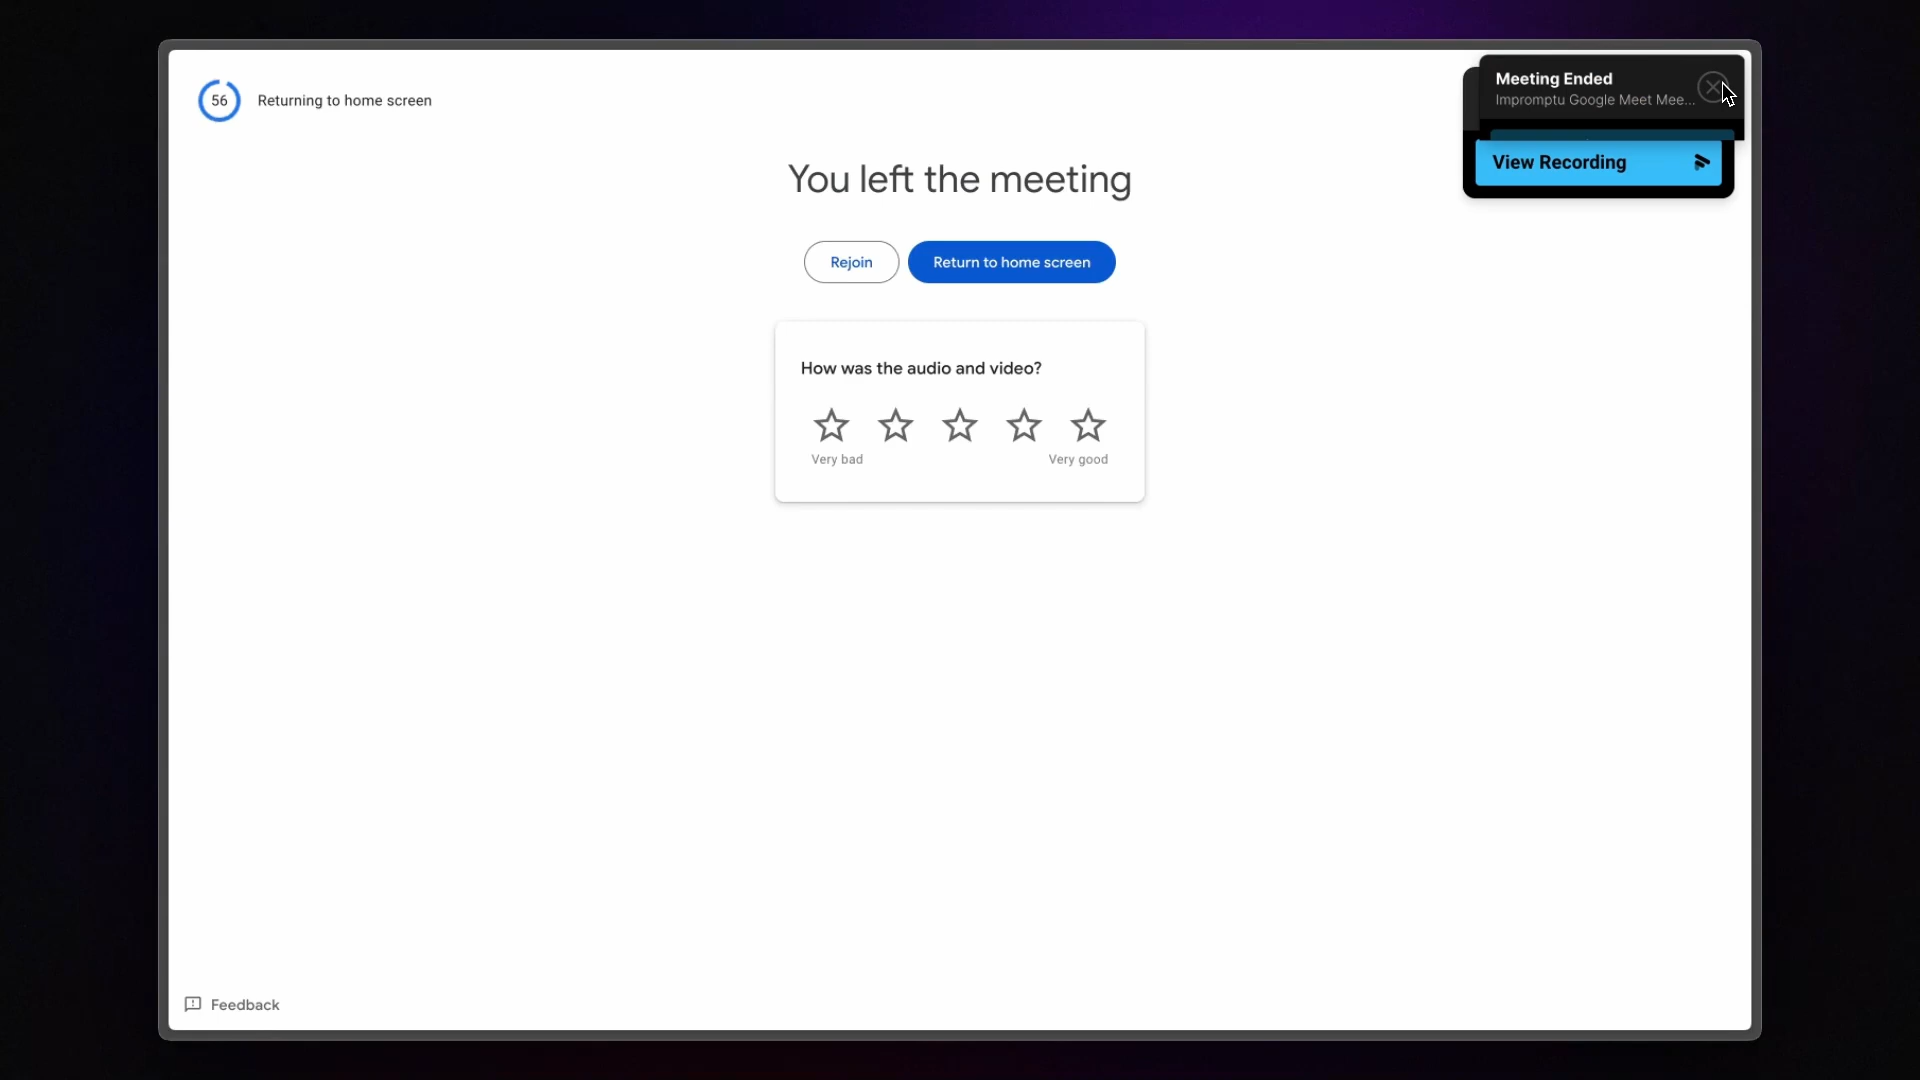 56
Returning to home screen
Meeting Ended
Impromptu Google Meet Mee...
View Recording
You left the meeting
Rejoin
Return to home screen
How was the audio and video?
Very bad
Very good
Feedback